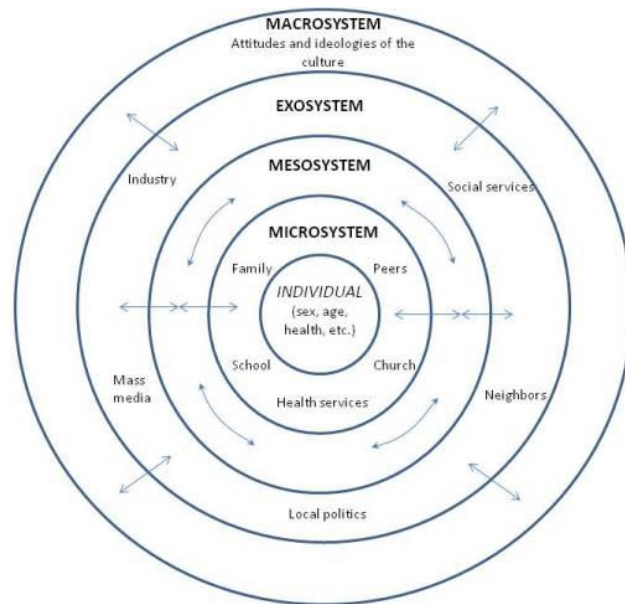 MACROSYSTEM
Attitudes and ideologies of the
culture
EXOSYSTEM
MESOSYSTEM
Industry
Social services
MICROSYSTEM
Family
Peers
INDIVIDUAL
(sex, age,
health, etc.)
School
Church
Mass
media
Health services
Neighbors
Local politics